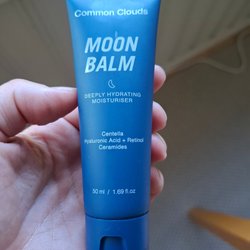 Common Clouds
MOON
BALM
DEEPLY HYDRATING
MOISTURISER
Centella
Hyaluronic Acid + Retinol
Ceramides
50 ml / 1.69 fl oz